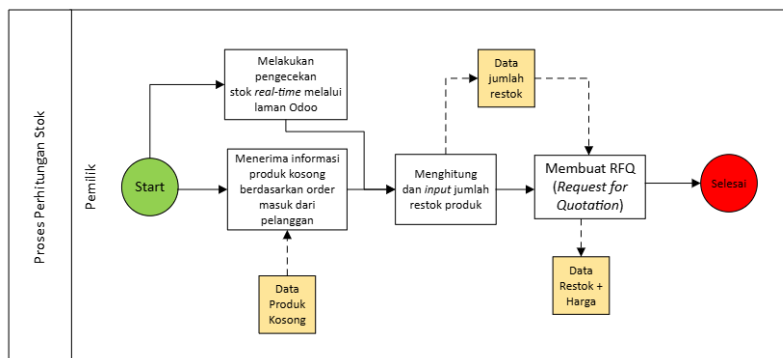 Proses Perhitungan Stok
Pemilik
Start
Melakukan
pengecekan
stok real-time melalui
laman Odoo
Menerima informasi
produk kosong
berdasarkan order
masuk dari
pelanggan
Data
Produk
Kosong
Menghitung
dan input jumlah
restok produk
Data
jumlah
restok
Membuat RFQ
(Request for
Quotation)
Data
Restok +
Harga
Selesai